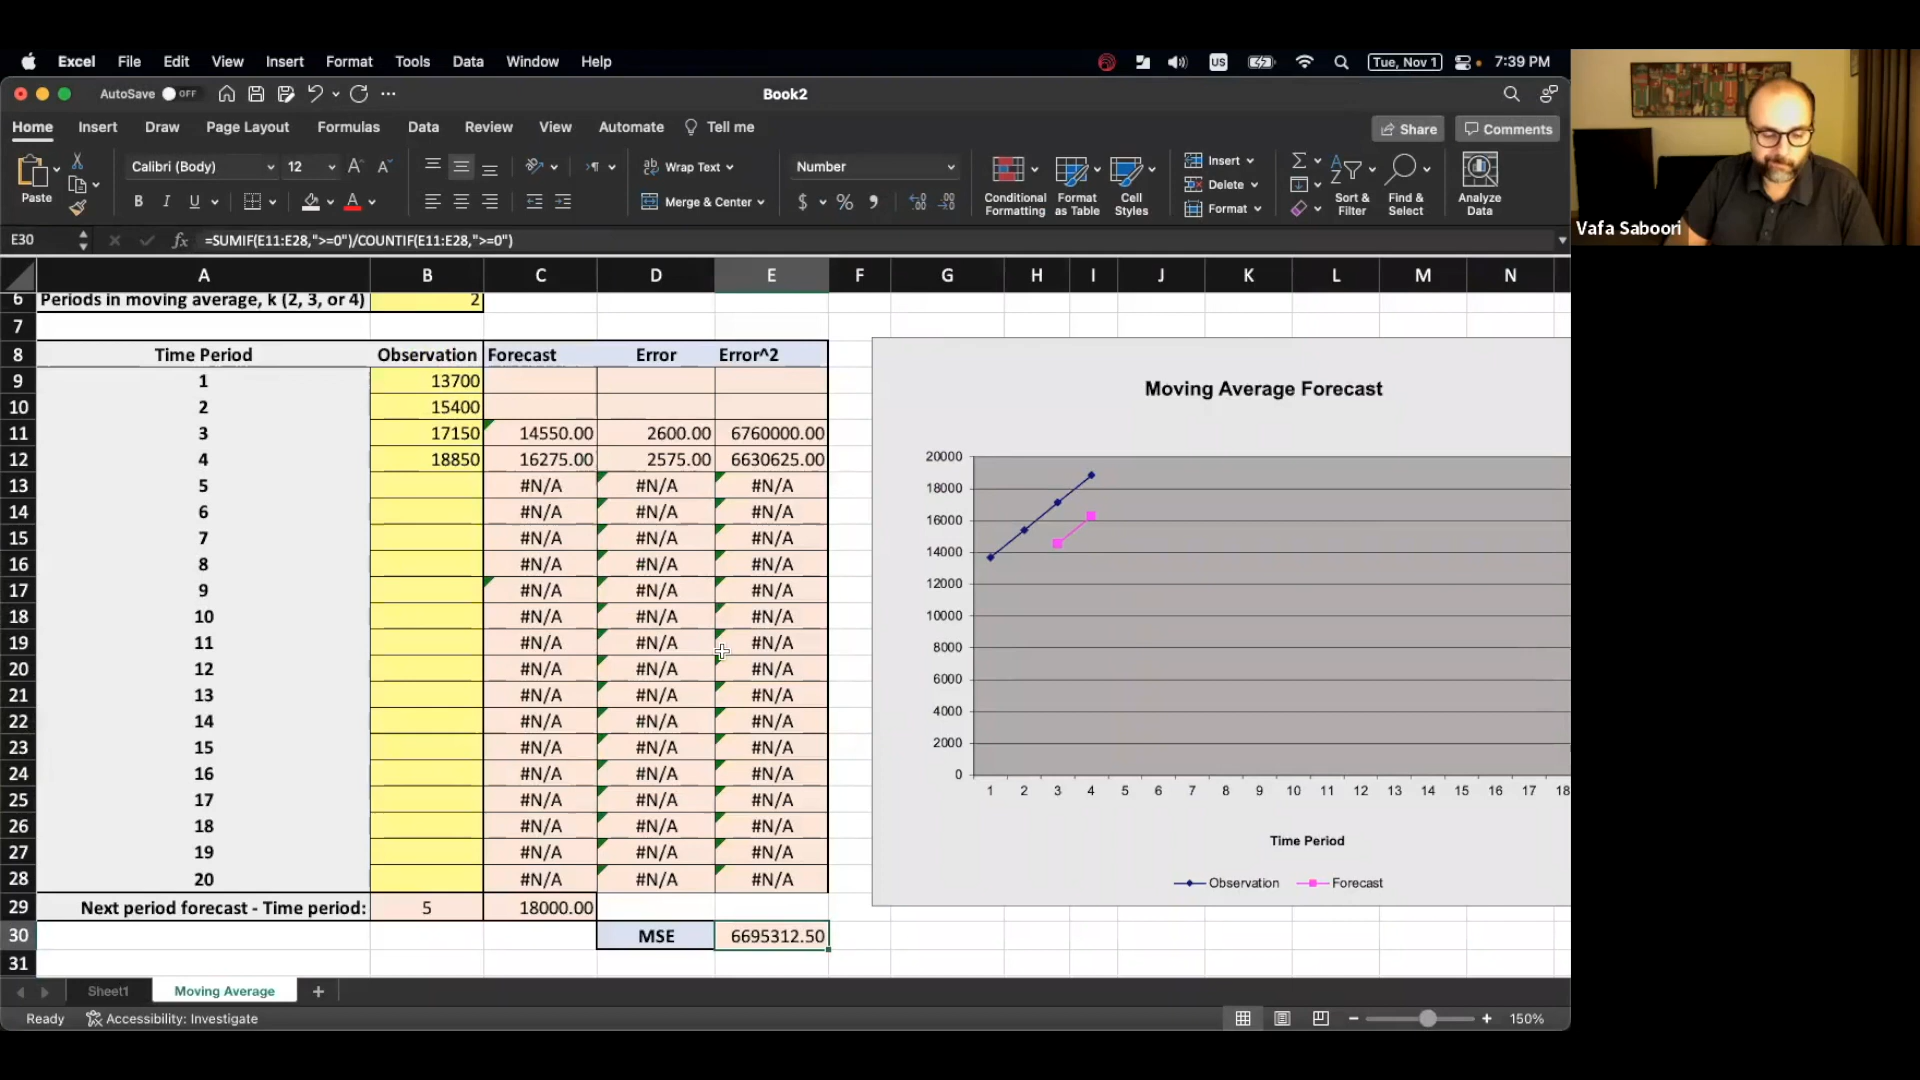 Excel File Edit View Insert Format Tools Data Window Help US Tue, Nov 1 7:39 PM
AutoSave OFF Book2
Home Insert Draw Page Layout Formulas Data Review View Automate Tell me Share Comments
Paste Calibri (Body) 12 Wrap Text Number Conditional Formatting Format as Table Cell Styles Insert Delete Format Sort & Filter Find & Select Analyze Data
B I U Merge & Center $ %
Vafa Saboori
E30 fx =SUMIF(E11:E28,">=0")/COUNTIF(E11:E28,">=0")
A B C D E F G H I J K L M N
6 Periods in moving average, k (2, 3, or 4) 2
7
8 Time Period Observation Forecast Error Error^2
9 1 13700
10 2 15400
11 3 17150 14550.00 2600.00 6760000.00
12 4 18850 16275.00 2575.00 6630625.00
13 5 #N/A #N/A #N/A
14 6 #N/A #N/A #N/A
15 7 #N/A #N/A #N/A
16 8 #N/A #N/A #N/A
17 9 #N/A #N/A #N/A
18 10 #N/A #N/A #N/A
19 11 #N/A #N/A #N/A
20 12 #N/A #N/A #N/A
21 13 #N/A #N/A #N/A
22 14 #N/A #N/A #N/A
23 15 #N/A #N/A #N/A
24 16 #N/A #N/A #N/A
25 17 #N/A #N/A #N/A
26 18 #N/A #N/A #N/A
27 19 #N/A #N/A #N/A
28 20 #N/A #N/A #N/A
29 Next period forecast - Time period: 5 18000.00
30 MSE 6695312.50
31
Moving Average Forecast
20000
18000
16000
14000
12000
10000
8000
6000
4000
2000
0
1 2 3 4 5 6 7 8 9 10 11 12 13 14 15 16 17 18
Time Period
Observation Forecast
Sheet1 Moving Average +
Ready Accessibility: Investigate 150%